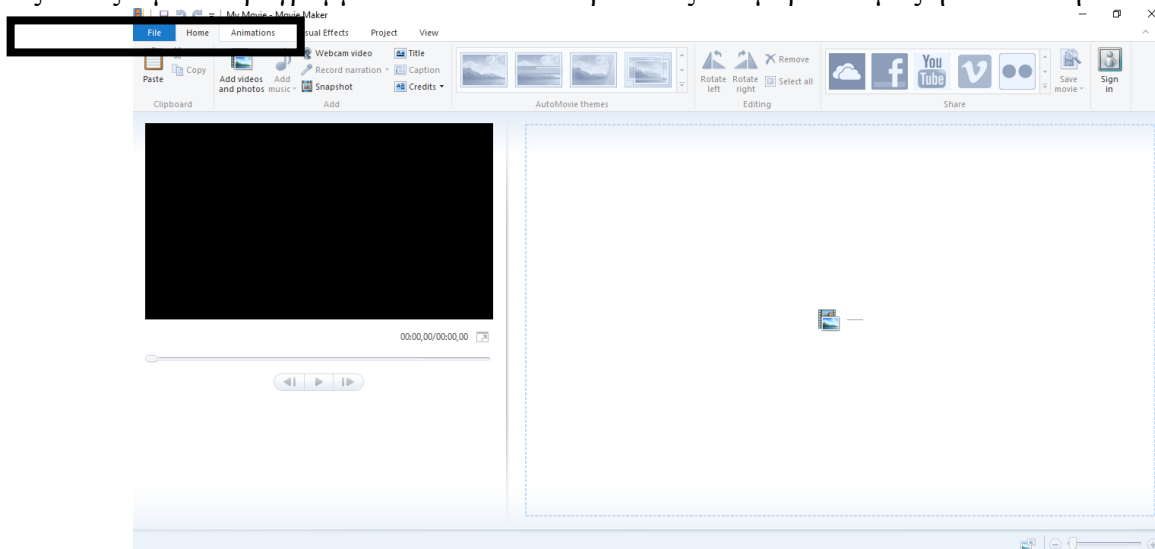 My Movie - Movie Maker
File Home Animations sual Effects Project View
Paste
Copy
Clipboard
Add videos and photos
Add music
Webcam video
Record narration
Snapshot
Title
Caption
Credits
Add
AutoMovie themes
Rotate left
Rotate right
Remove
Select all
Editing
You Tube
Share
Save movie
Sign in
00:00,00/00:00,00